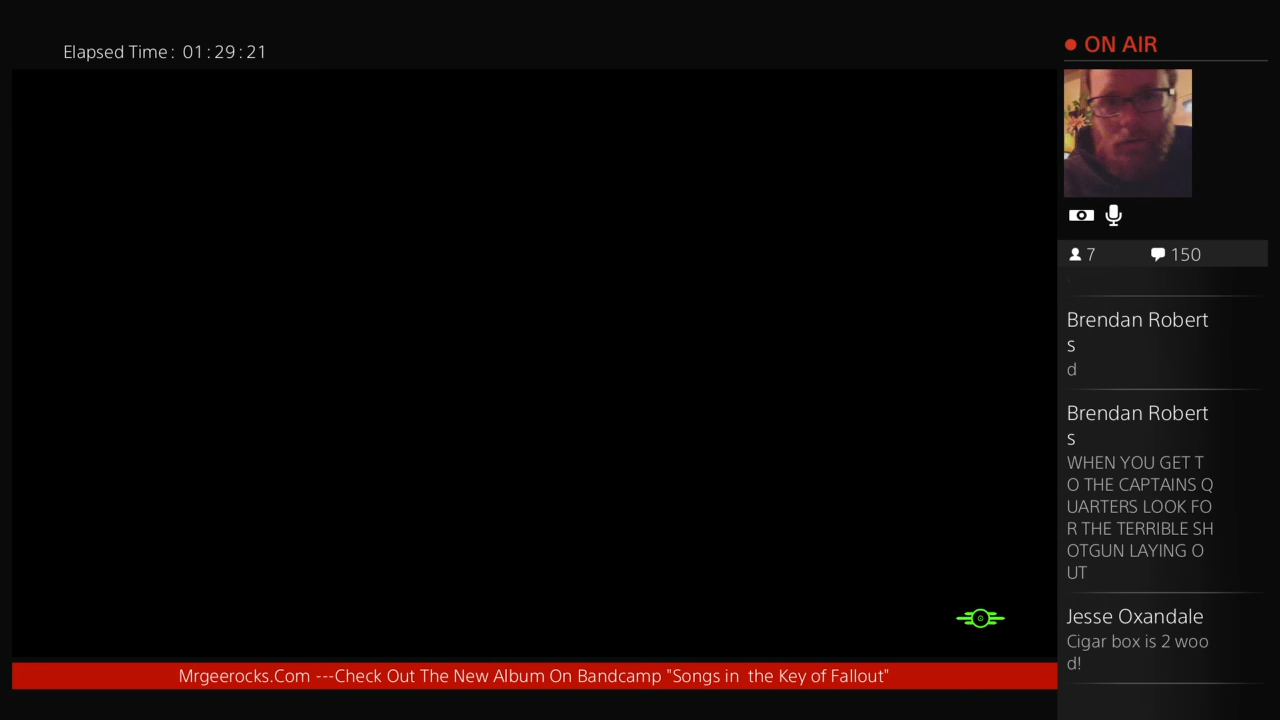 Elapsed Time: 01:29:21
ON AIR
7 150
Brendan Robert
s
d
Brendan Robert
s
WHEN YOU GET T
O THE CAPTAINS Q
UARTERS LOOK FO
R THE TERRIBLE SH
OTGUN LAYING O
UT
Jesse Oxandale
Cigar box is 2 woo
d!
Mrgeerocks.Com ---Check Out The New Album On Bandcamp "Songs in  the Key of Fallout"